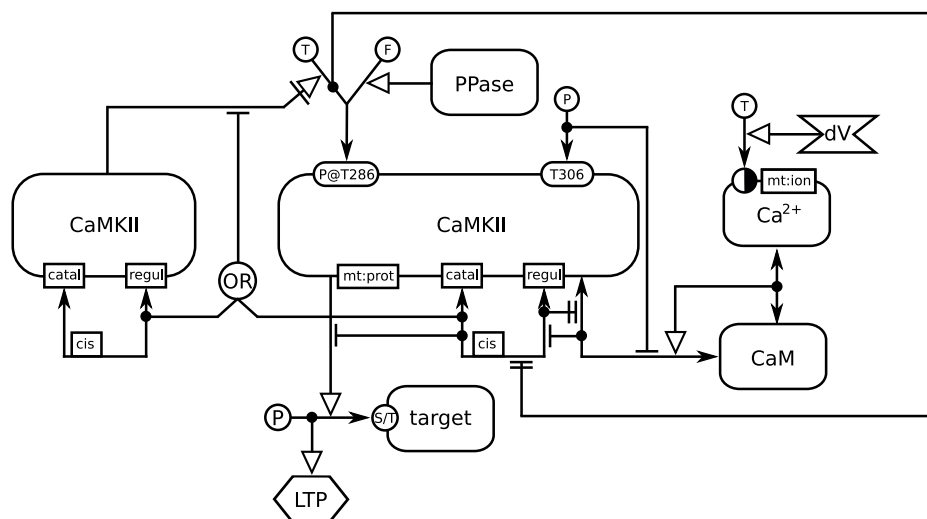 T
F
PPase
P
T
dV
P@T286
T306
mt:ion
Ca2+
CaMKII
CaMKII
catal
regul
OR
mt:prot
catal
regul
cis
cis
CaM
P
S/T
target
LTP